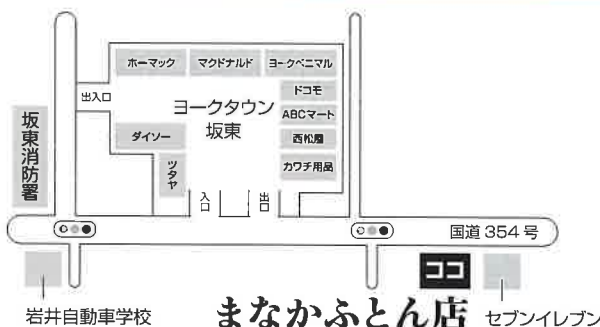 ホーマック
マクドナルド
ヨークベニマル
出入口
ヨークタウン
坂東
ドコモ
ABCマート
西松屋
カワチ用品
ダイソー
ツタヤ
坂東消防署
入口
出口
国道 354 号
ココ
岩井自動車学校
まなかふとん店
セブンイレブン